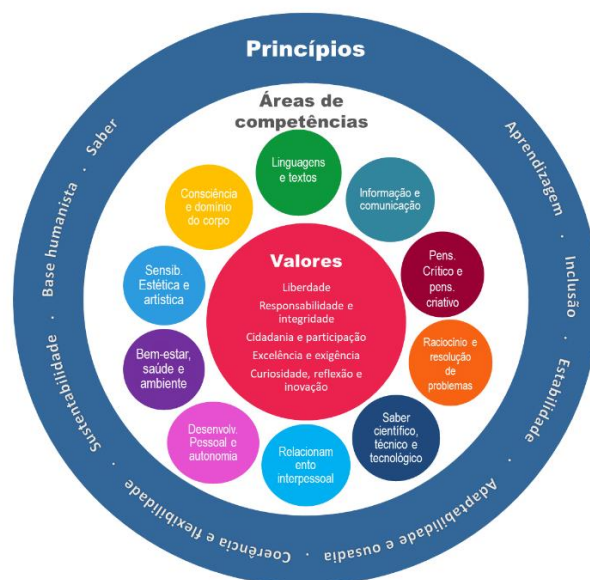 Princípios
Áreas de
competências
Linguagens
e textos
Informação e
comunicação
Pens.
Crítico e
pens.
criativo
Raciocínio e
resolução
de
problemas
Saber
científico,
técnico e
tecnológico
Relacionam
ento
interpessoal
Desenvolv.
Pessoal e
autonomia
Bem-estar,
saúde e
ambiente
Sensib.
Estética e
artística
Consciência
e domínio
do corpo
Valores
Liberdade
Responsabilidade e
integridade
Cidadania e participação
Excelência e exigência
Curiosidade, reflexão e
inovação
Aprendizagem · Inclusão · Estabilidade · Adaptabilidade e ousadia · Coerência e flexibilidade · Sustentabilidade · Base humanista · Saber